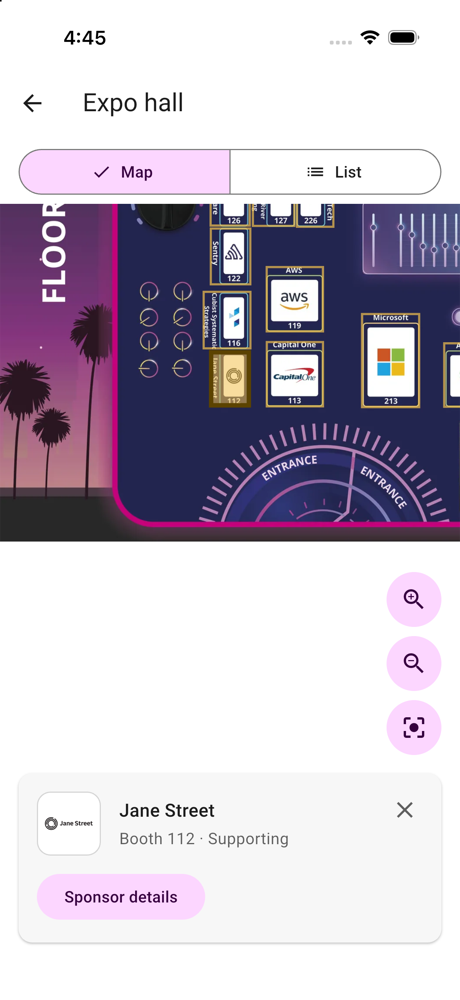 4:45
Expo hall
Map
List
FLOOR
126
127
226
Tech
Sentry
122
AWS
aws
119
Cubist Systematic
Strategies
116
Microsoft
213
Jane Street
112
Capital One
Capital One
113
ENTRANCE
ENTRANCE
Jane Street
Jane Street
Booth 112 · Supporting
Sponsor details